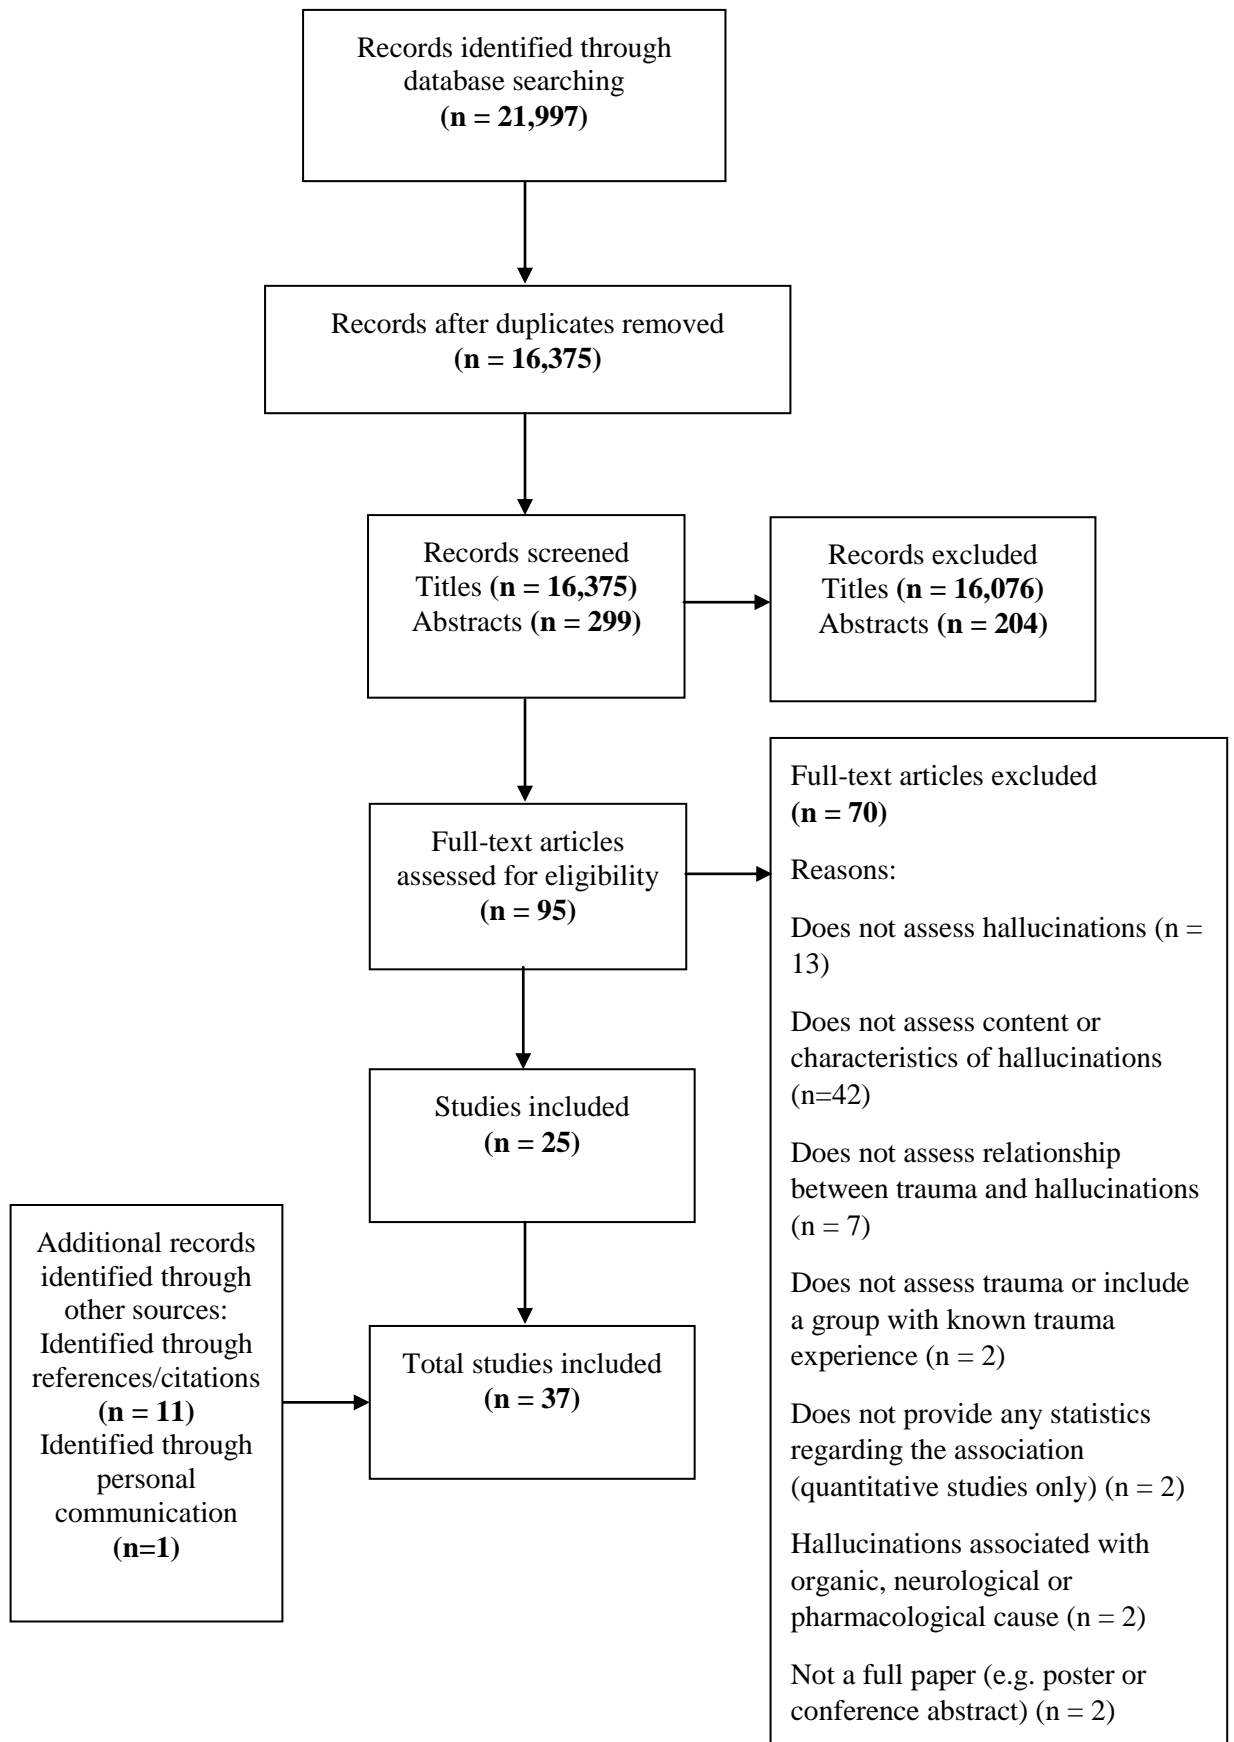 Records identified through
database searching
(n = 21,997)
Records after duplicates removed
(n = 16,375)
Records screened
Titles (n = 16,375)
Abstracts (n = 299)
Records excluded
Titles (n = 16,076)
Abstracts (n = 204)
Full-text articles
assessed for eligibility
(n = 95)
Full-text articles excluded
(n = 70)
Reasons:
Does not assess hallucinations (n =
13)
Does not assess content or
characteristics of hallucinations
(n=42)
Does not assess relationship
between trauma and hallucinations
(n = 7)
Does not assess trauma or include
a group with known trauma
experience (n = 2)
Does not provide any statistics
regarding the association
(quantitative studies only) (n = 2)
Hallucinations associated with
organic, neurological or
pharmacological cause (n = 2)
Not a full paper (e.g. poster or
conference abstract) (n = 2)
Studies included
(n = 25)
Additional records
identified through
other sources:
Identified through
references/citations
(n = 11)
Identified through
personal
communication
(n=1)
Total studies included
(n = 37)